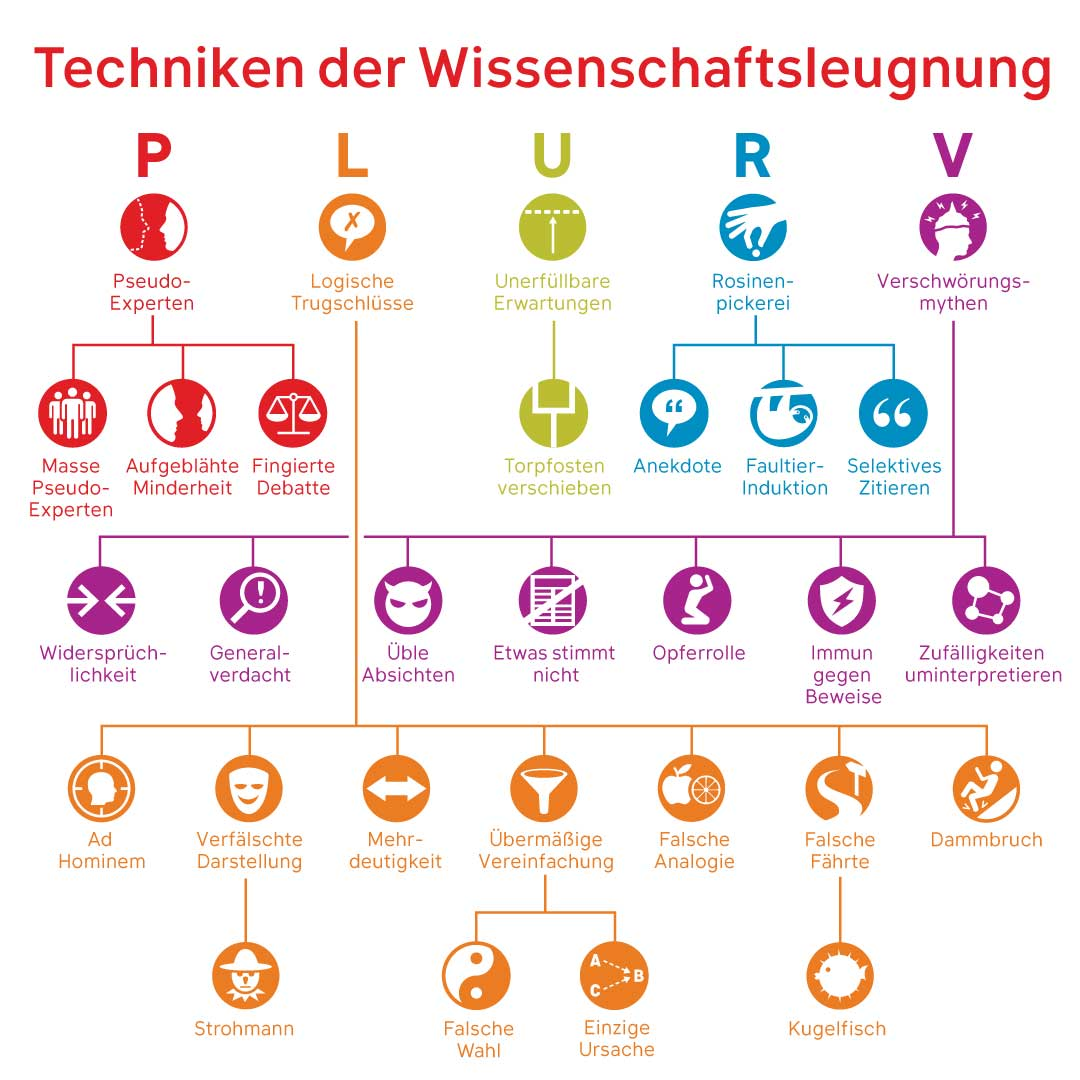 Techniken der Wissenschaftsleugnung
P L U R V
Pseudo-
Experten
Logische
Trugschlüsse
Unerfüllbare
Erwartungen
Rosinen-
pickerei
Verschwörungs-
mythen
Masse
Pseudo-
Experten
Aufgeblähte
Minderheit
Fingierte
Debatte
Torpfosten
verschieben
Anekdote
Faultier-
Induktion
Selektives
Zitieren
Widersprüch-
lichkeit
General-
verdacht
Üble
Absichten
Etwas stimmt
nicht
Opferrolle
Immun
gegen
Beweise
Zufälligkeiten
uminterpretieren
Ad
Hominem
Verfälschte
Darstellung
Mehr-
deutigkeit
Übermäßige
Vereinfachung
Falsche
Analogie
Falsche
Fährte
Dammbruch
Strohmann
Falsche
Wahl
A
B
C
Einzige
Ursache
Kugelfisch